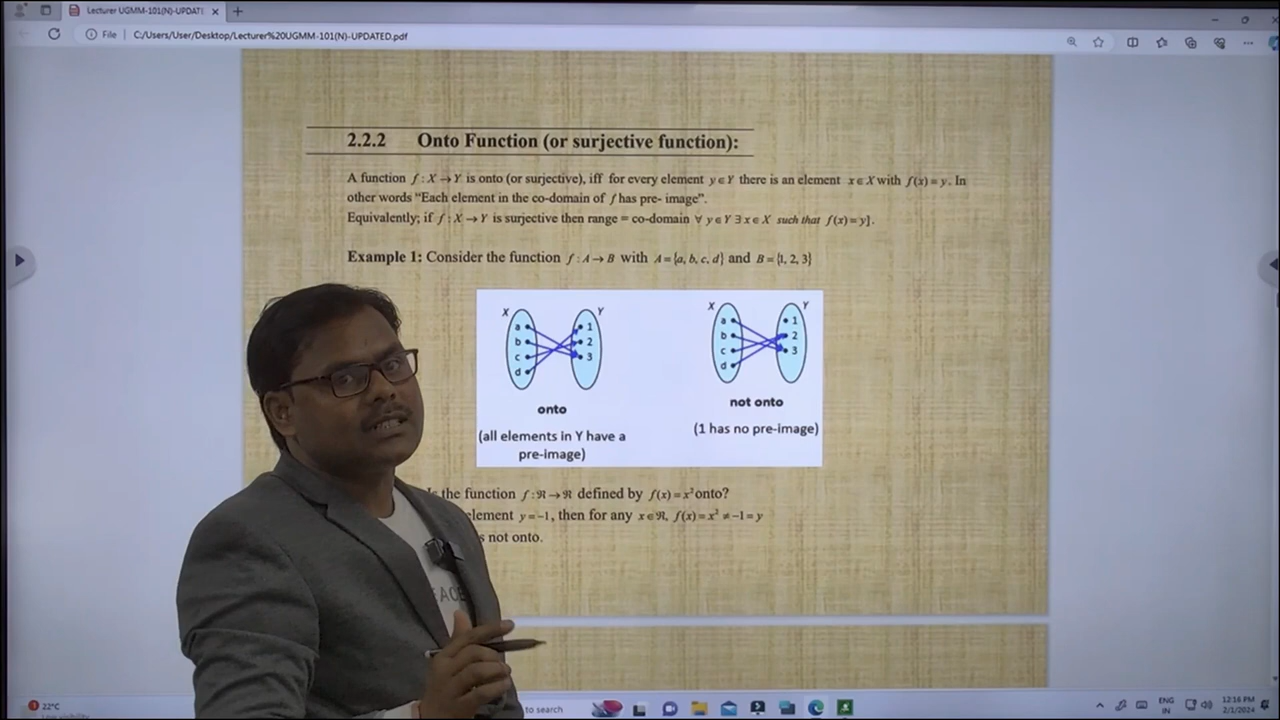 Lecturer UGMM-101(N)-UPDATE
File | C:/Users/User/Desktop/Lecturer%20UGMM-101(N)-UPDATED.pdf
2.2.2 Onto Function (or surjective function):
A function f : X → Y is onto (or surjective), iff for every element y ∈ Y there is an element x ∈ X with f(x) = y. In
other words “Each element in the co-domain of f has pre- image”.
Equivalently; if f : X → Y is surjective then range = co-domain ∀ y ∈ Y ∃ x ∈ X such that f(x) = y].
Example 1: Consider the function f : A → B with A = {a, b, c, d} and B = {1, 2, 3}
X Y X Y
a 1 a 1
b 2 b 2
c 3 c 3
d d
onto not onto
(all elements in Y have a (1 has no pre-image)
pre-image)
the function f : ℜ → ℜ defined by f(x) = x² onto?
element y = −1, then for any x ∈ ℜ, f(x) = x² ≠ −1 = y
s not onto.
22°C
to search
ENG
IN
12:16 PM
2/1/2024